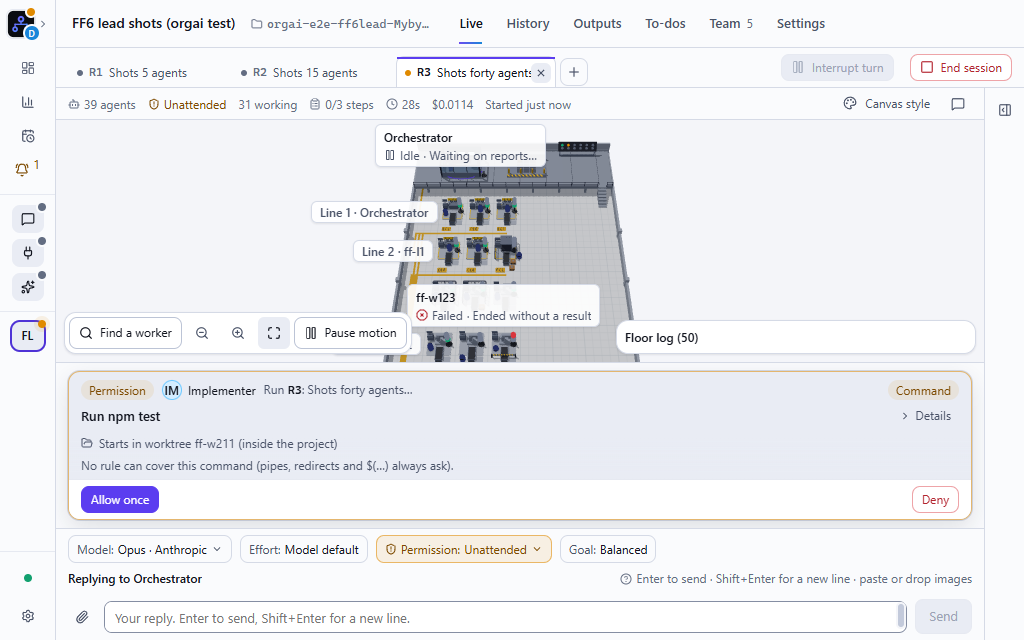 D
FF6 lead shots (orgai test)
orgai-e2e-ff6lead-Myby…
Live
History
Outputs
To-dos
Team 5
Settings
R1 Shots 5 agents
R2 Shots 15 agents
R3 Shots forty agents
Interrupt turn
End session
39 agents
Unattended
31 working
0/3 steps
28s
$0.0114
Started just now
Canvas style
1
Orchestrator
Idle · Waiting on reports…
Line 1 · Orchestrator
Line 2 · ff-l1
ff-w123
Failed · Ended without a result
Find a worker
Pause motion
Floor log (50)
FL
Permission
IM Implementer
Run R3: Shots forty agents…
Command
Run npm test
Details
Starts in worktree ff-w211 (inside the project)
No rule can cover this command (pipes, redirects and $(...) always ask).
Allow once
Deny
Model: Opus · Anthropic
Effort: Model default
Permission: Unattended
Goal: Balanced
Replying to Orchestrator
Enter to send · Shift+Enter for a new line · paste or drop images
Your reply. Enter to send, Shift+Enter for a new line.
Send